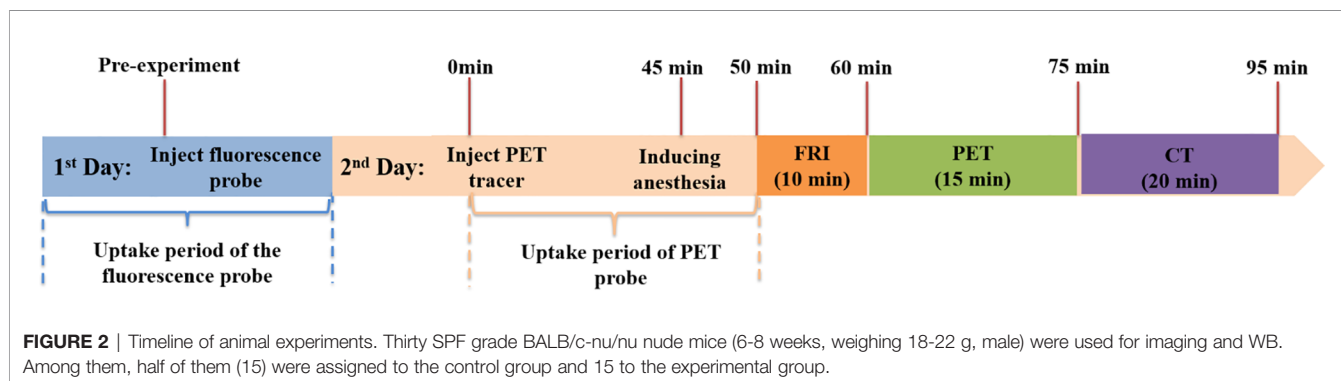 Pre-experiment
0min
45 min
50 min
60 min
75 min
95 min
1st Day:
Inject fluorescence
probe
2nd Day:
Inject PET
tracer
Inducing
anesthesia
FRI
(10 min)
PET
(15 min)
CT
(20 min)
Uptake period of the
fluorescence probe
Uptake period of PET
probe
FIGURE 2 | Timeline of animal experiments. Thirty SPF grade BALB/c-nu/nu nude mice (6-8 weeks, weighing 18-22 g, male) were used for imaging and WB.
Among them, half of them (15) were assigned to the control group and 15 to the experimental group.